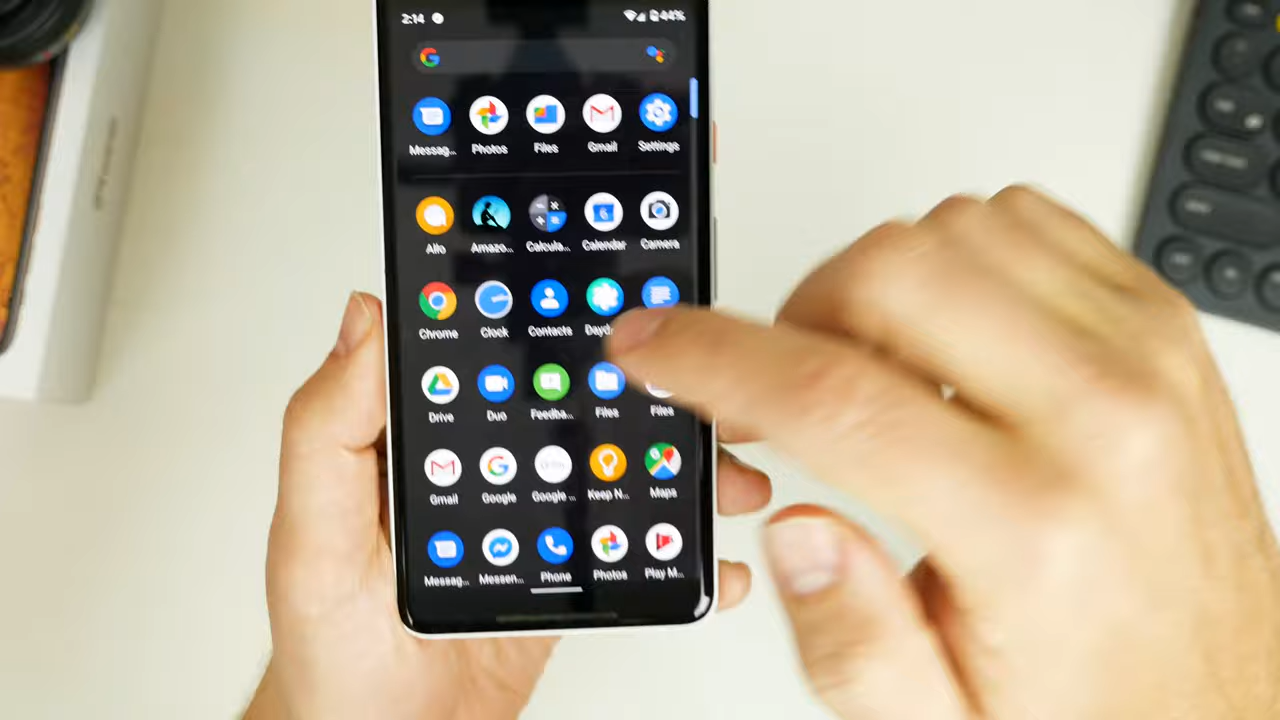 2:14 44%
Messag... Photos Files Gmail Settings
Allo Amazo... Calcula... Calendar Camera
Chrome Clock Contacts Dayd
Drive Duo Feedba... Files Files
Gmail Google Google ... Keep N... Maps
Messag... Messen... Phone Photos Play M...